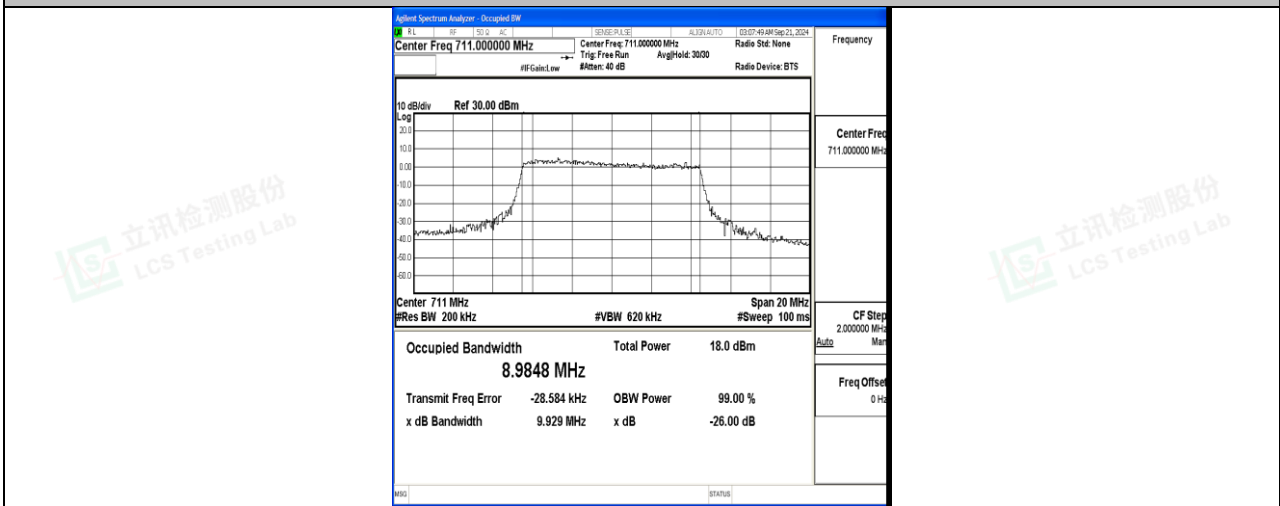 Agilent Spectrum Analyzer - Occupied BW
RL RF 50 Ω AC SENSE:PULSE ALIGN AUTO 03:07:49 AM Sep 21, 2024
Center Freq 711.000000 MHz
Center Freq: 711.000000 MHz
Radio Std: None
Trig: Free Run
Avg|Hold: 30/30
#IFGain:Low
#Atten: 40 dB
Radio Device: BTS
Frequency
10 dB/div Ref 30.00 dBm
Log
20.0
10.0
0.00
-10.0
-20.0
-30.0
-40.0
-50.0
-60.0
Center 711 MHz
Span 20 MHz
#Res BW 200 kHz
#VBW 620 kHz
#Sweep 100 ms
Occupied Bandwidth
8.9848 MHz
Total Power 18.0 dBm
Transmit Freq Error -28.584 kHz
OBW Power 99.00 %
x dB Bandwidth 9.929 MHz
x dB -26.00 dB
Center Freq
711.000000 MHz
CF Step
2.000000 MHz
Auto Man
Freq Offset
0 Hz
MSG
STATUS
立讯检测股份
LCS Testing Lab
立讯检测股份
LCS Testing Lab